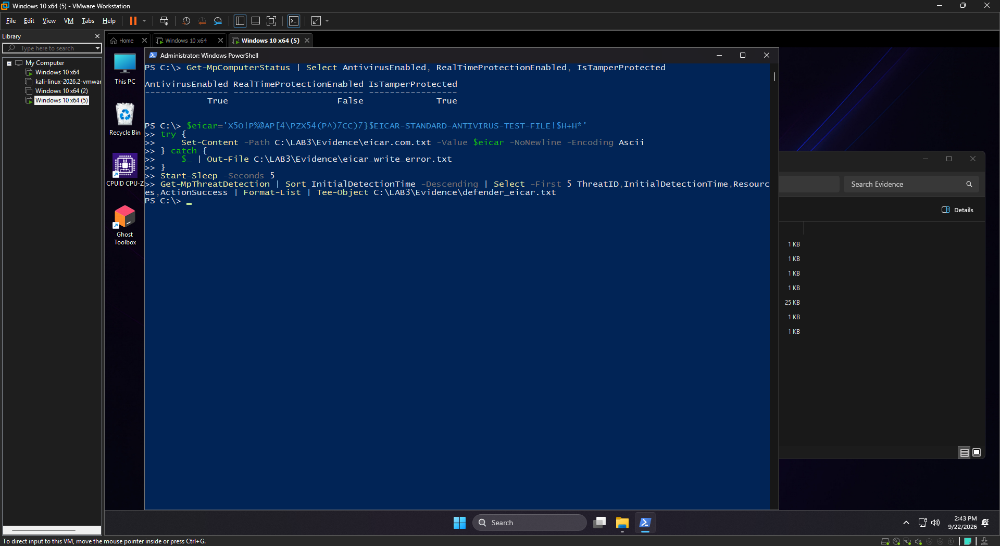 Windows 10 x64 (5) - VMware Workstation
File Edit View VM Tabs Help
Library
Type here to search
My Computer
Windows 10 x64
kali-linux-2026.2-vmwar
Windows 10 x64 (2)
Windows 10 x64 (5)
Home
Windows 10 x64
Windows 10 x64 (5)
This PC
Recycle Bin
CPUID CPU-Z
Ghost
Toolbox
Administrator: Windows PowerShell
PS C:\> Get-MpComputerStatus | Select AntivirusEnabled, RealTimeProtectionEnabled, IsTamperProtected
AntivirusEnabled RealTimeProtectionEnabled IsTamperProtected
---------------- ------------------------- -----------------
True False True
PS C:\> $eicar='X5O!P%@AP[4\PZX54(P^)7CC)7}$EICAR-STANDARD-ANTIVIRUS-TEST-FILE!$H+H*'
>> try {
>>     Set-Content -Path C:\LAB3\Evidence\eicar.com.txt -Value $eicar -NoNewline -Encoding Ascii
>> } catch {
>>     $_ | Out-File C:\LAB3\Evidence\eicar_write_error.txt
>> }
>> Start-Sleep -Seconds 5
>> Get-MpThreatDetection | Sort InitialDetectionTime -Descending | Select -First 5 ThreatID,InitialDetectionTime,Resourc
es,ActionSuccess | Format-List | Tee-Object C:\LAB3\Evidence\defender_eicar.txt
PS C:\>
Search Evidence
Details
1 KB
1 KB
1 KB
1 KB
25 KB
1 KB
1 KB
Search
2:43 PM
9/22/2026
To direct input to this VM, move the mouse pointer inside or press Ctrl+G.